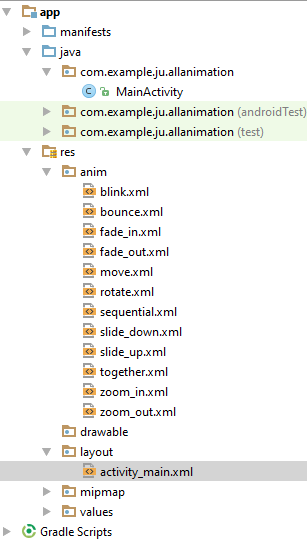 app
manifests
java
com.example.ju.allanimation
MainActivity
com.example.ju.allanimation (androidTest)
com.example.ju.allanimation (test)
res
anim
blink.xml
bounce.xml
fade_in.xml
fade_out.xml
move.xml
rotate.xml
sequential.xml
slide_down.xml
slide_up.xml
together.xml
zoom_in.xml
zoom_out.xml
drawable
layout
activity_main.xml
mipmap
values
Gradle Scripts